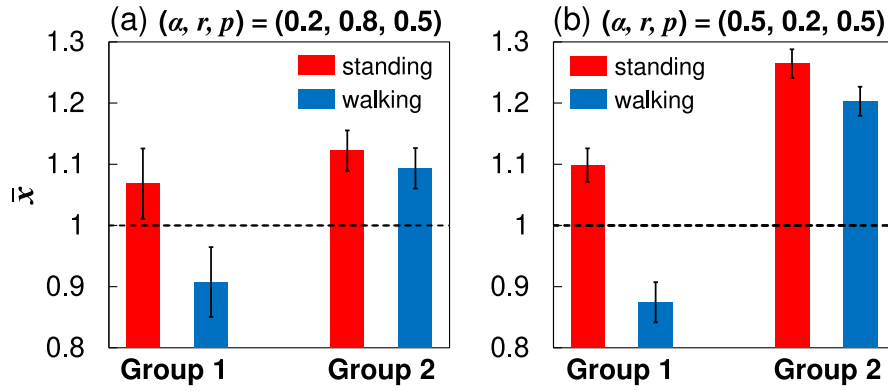 (a) (α, r, p) = (0.2, 0.8, 0.5)
1.3
1.2
1.1
1
0.9
0.8
x̄
standing
walking
Group 1
Group 2
(b) (α, r, p) = (0.5, 0.2, 0.5)
1.3
1.2
1.1
1
0.9
0.8
standing
walking
Group 1
Group 2